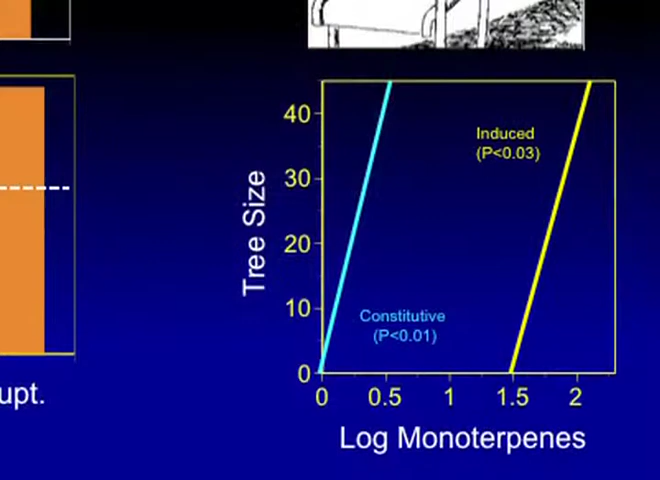 40
Induced
(P<0.03)
30
Tree Size
20
10
Constitutive
(P<0.01)
0
0 0.5 1 1.5 2
upt.
Log Monoterpenes